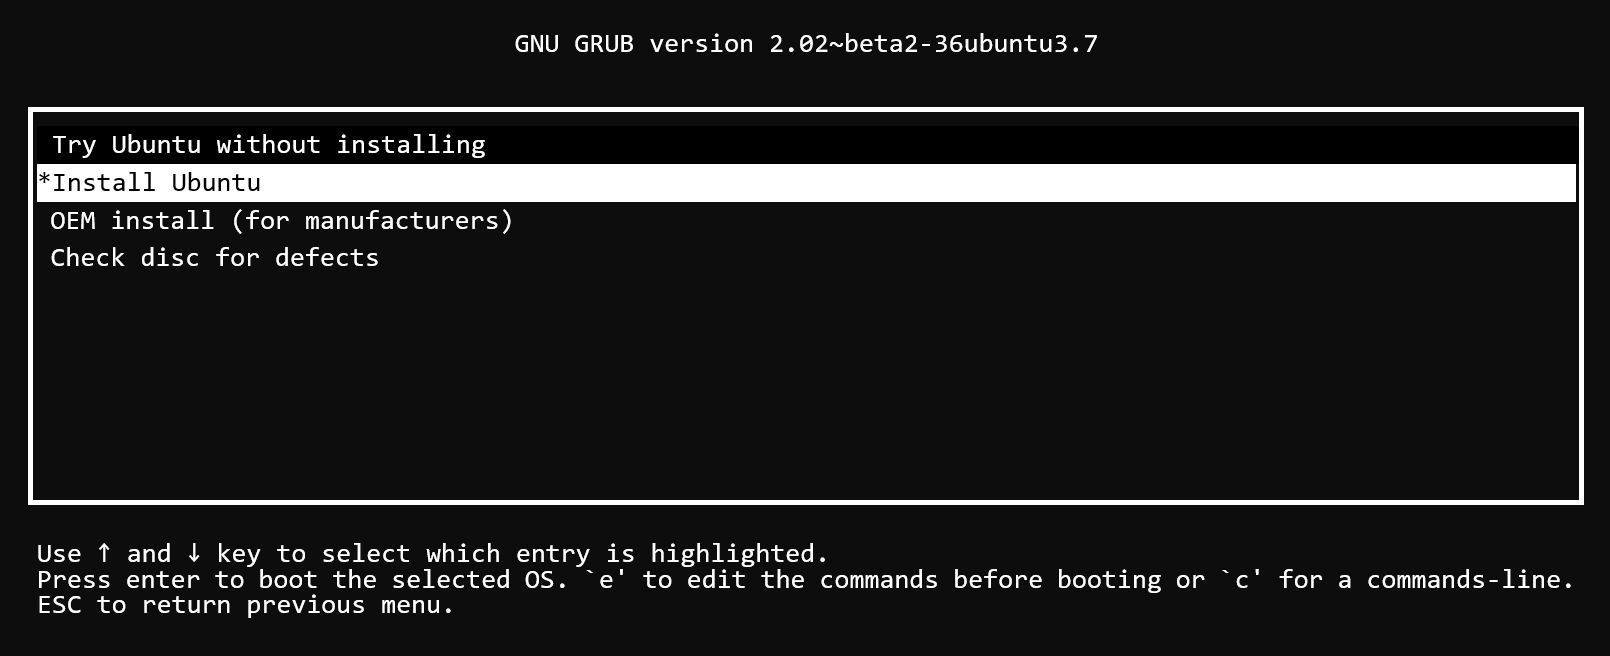 GNU GRUB version 2.02~beta2-36ubuntu3.7
Try Ubuntu without installing
*Install Ubuntu
OEM install (for manufacturers)
Check disc for defects
Use ↑ and ↓ key to select which entry is highlighted.
Press enter to boot the selected OS. `e' to edit the commands before booting or `c' for a commands-line.
ESC to return previous menu.